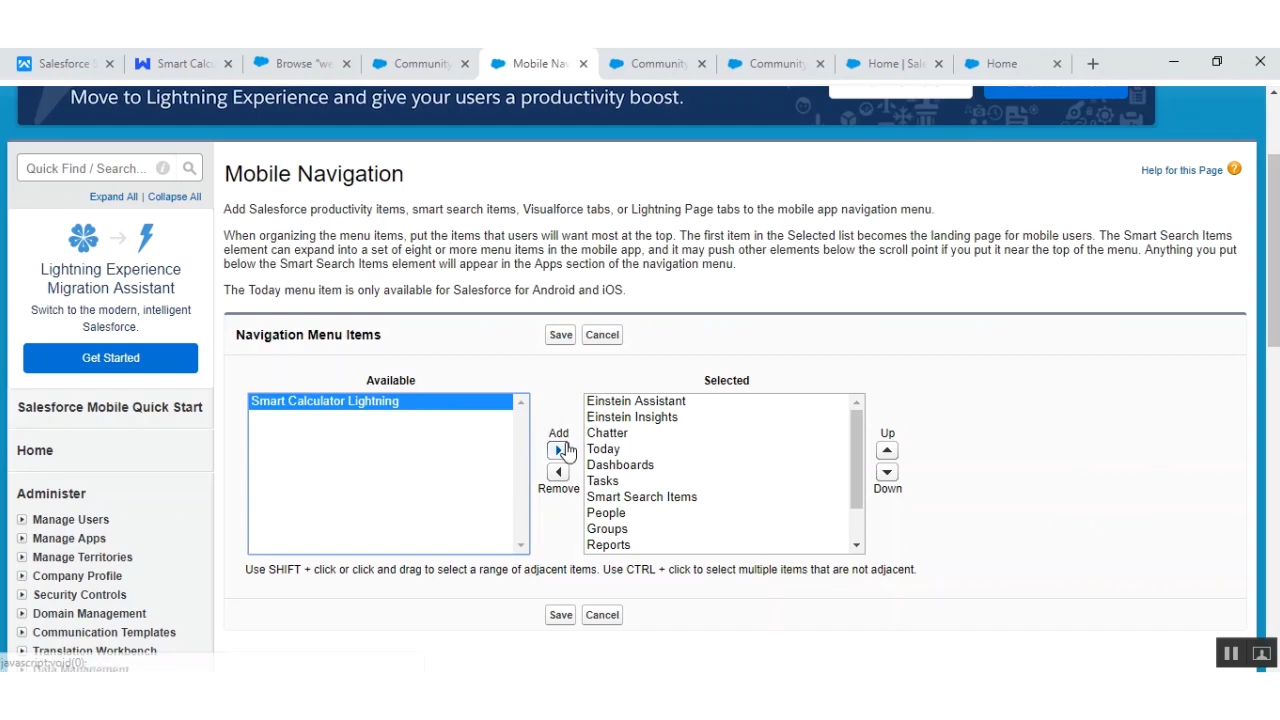 Salesforce
Smart Calc
Browse "we
Community
Mobile Nav
Community
Community
Home | Sale
Home
Move to Lightning Experience and give your users a productivity boost.
Quick Find / Search...
Expand All | Collapse All
Lightning Experience
Migration Assistant
Switch to the modern, intelligent
Salesforce.
Get Started
Salesforce Mobile Quick Start
Home
Administer
Manage Users
Manage Apps
Manage Territories
Company Profile
Security Controls
Domain Management
Communication Templates
Translation Workbench
Data Management
javascript:void(0);
Mobile Navigation
Help for this Page
Add Salesforce productivity items, smart search items, Visualforce tabs, or Lightning Page tabs to the mobile app navigation menu.
When organizing the menu items, put the items that users will want most at the top. The first item in the Selected list becomes the landing page for mobile users. The Smart Search Items
element can expand into a set of eight or more menu items in the mobile app, and it may push other elements below the scroll point if you put it near the top of the menu. Anything you put
below the Smart Search Items element will appear in the Apps section of the navigation menu.
The Today menu item is only available for Salesforce for Android and iOS.
Navigation Menu Items
Save Cancel
Available
Smart Calculator Lightning
Add
Remove
Selected
Einstein Assistant
Einstein Insights
Chatter
Today
Dashboards
Tasks
Smart Search Items
People
Groups
Reports
Up
Down
Use SHIFT + click or click and drag to select a range of adjacent items. Use CTRL + click to select multiple items that are not adjacent.
Save Cancel